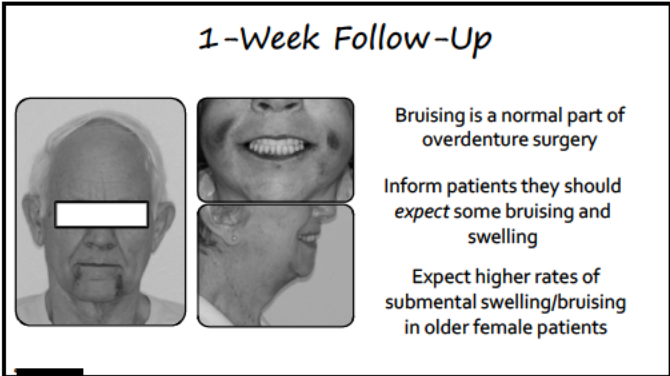 1-Week Follow-Up
Bruising is a normal part of
overdenture surgery
Inform patients they should
expect some bruising and
swelling
Expect higher rates of
submental swelling/bruising
in older female patients